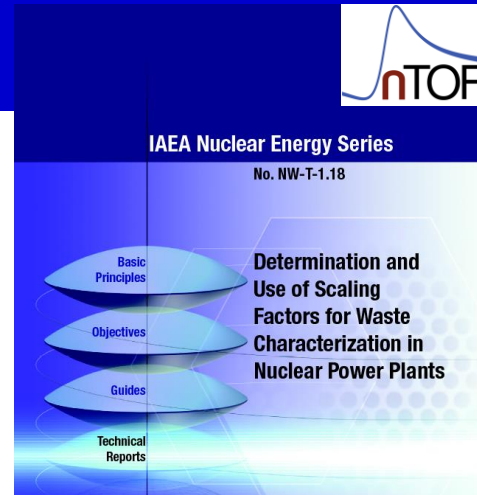 nTOF
IAEA Nuclear Energy Series
No. NW-T-1.18
Basic
Principles
Determination and
Use of Scaling
Factors for Waste
Characterization in
Nuclear Power Plants
Objectives
Guides
Technical
Reports